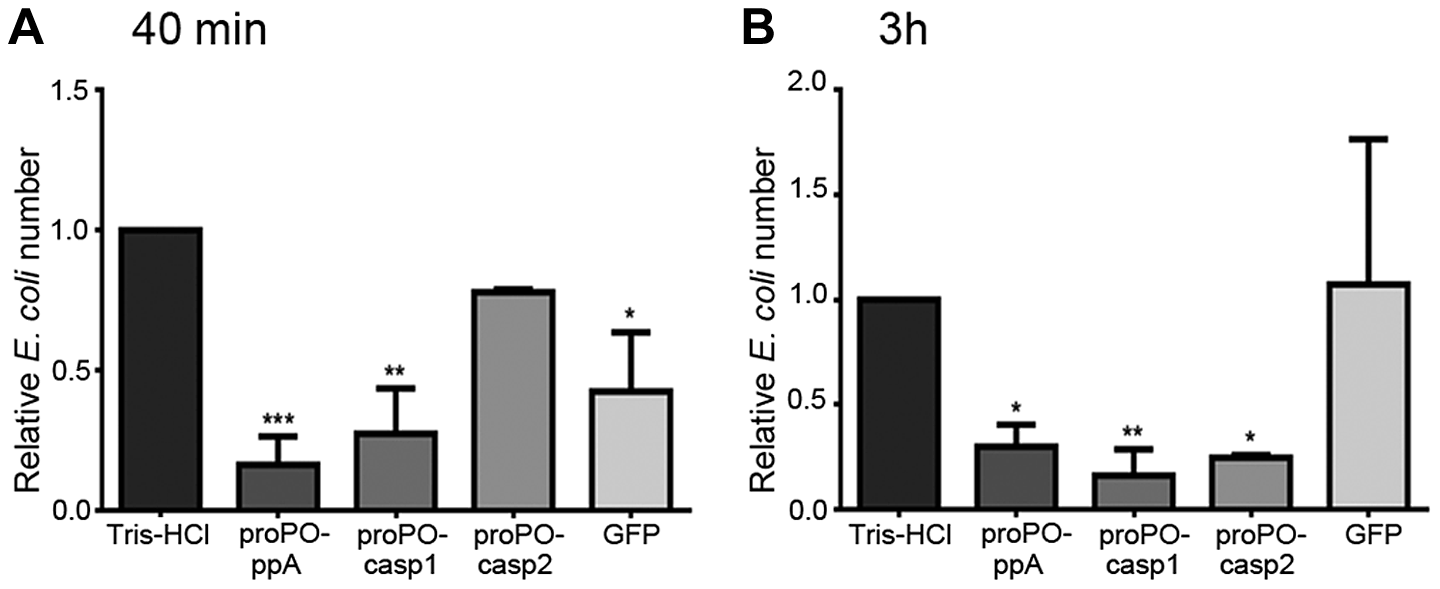 A 40 min
Relative E. coli number
1.5
1.0
0.5
0.0
***
**
*
Tris-HCl
proPO-
ppA
proPO-
casp1
proPO-
casp2
GFP
B 3h
Relative E. coli number
2.0
1.5
1.0
0.5
0.0
*
**
*
Tris-HCl
proPO-
ppA
proPO-
casp1
proPO-
casp2
GFP